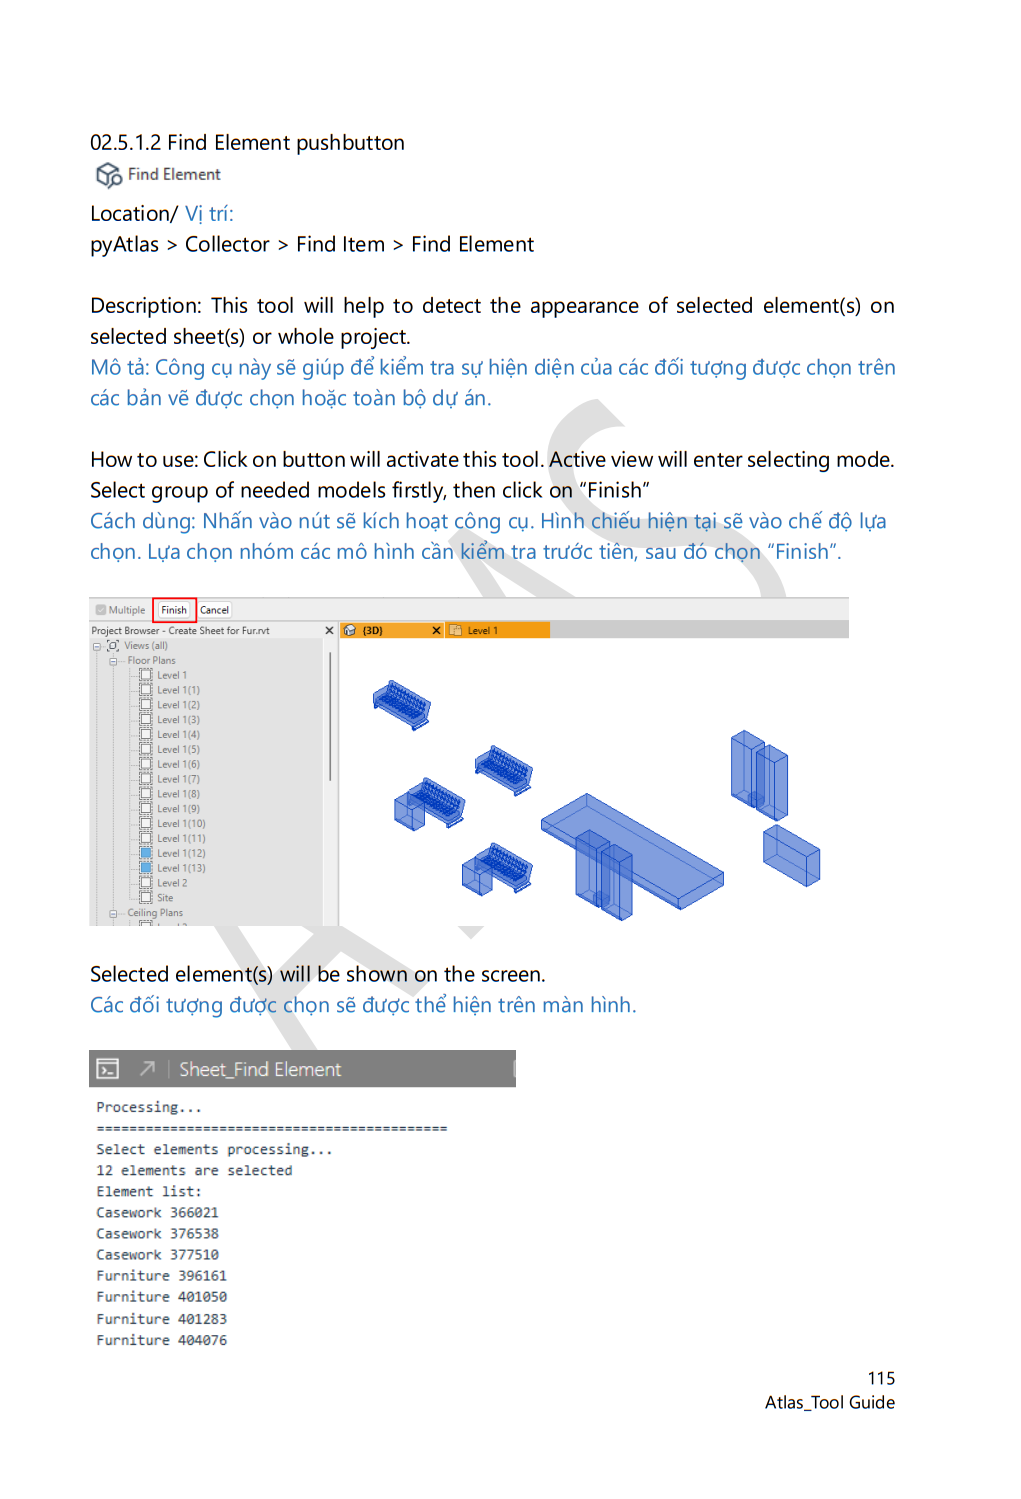 02.5.1.2 Find Element pushbutton
Find Element
Location/ Vị trí:
pyAtlas > Collector > Find Item > Find Element
Description: This tool will help to detect the appearance of selected element(s) on
selected sheet(s) or whole project.
Mô tả: Công cụ này sẽ giúp để kiểm tra sự hiện diện của các đối tượng được chọn trên
các bản vẽ được chọn hoặc toàn bộ dự án.
How to use: Click on button will activate this tool. Active view will enter selecting mode.
Select group of needed models firstly, then click on “Finish”
Cách dùng: Nhấn vào nút sẽ kích hoạt công cụ. Hình chiếu hiện tại sẽ vào chế độ lựa
chọn. Lựa chọn nhóm các mô hình cần kiểm tra trước tiên, sau đó chọn “Finish”.
Multiple Finish Cancel
Project Browser - Create Sheet for Fur.rvt
{3D}
Level 1
Views (all)
Floor Plans
Level 1
Level 1(1)
Level 1(2)
Level 1(3)
Level 1(4)
Level 1(5)
Level 1(6)
Level 1(7)
Level 1(8)
Level 1(9)
Level 1(10)
Level 1(11)
Level 1(12)
Level 1(13)
Level 2
Site
Ceiling Plans
Selected element(s) will be shown on the screen.
Các đối tượng được chọn sẽ được thể hiện trên màn hình.
Sheet_Find Element
Processing...
===========================================
Select elements processing...
12 elements are selected
Element list:
Casework 366021
Casework 376538
Casework 377510
Furniture 396161
Furniture 401050
Furniture 401283
Furniture 404076
115
Atlas_Tool Guide